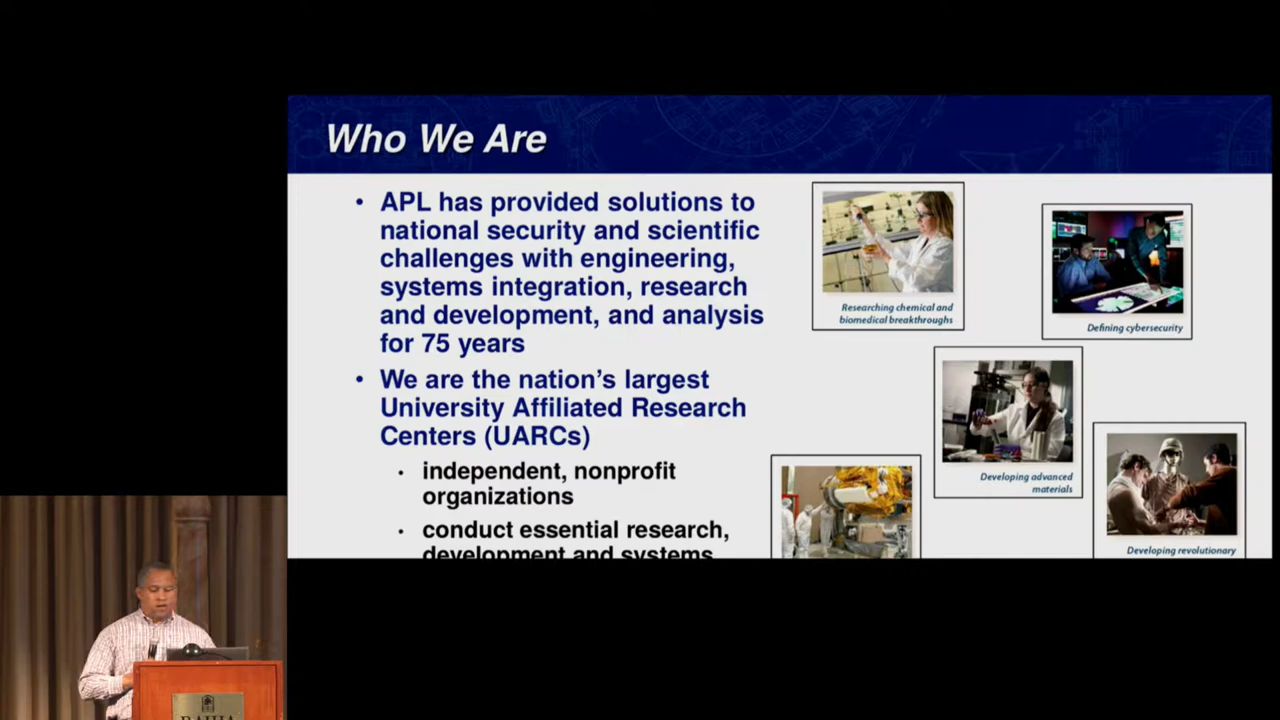 Who We Are
• APL has provided solutions to
national security and scientific
challenges with engineering,
systems integration, research
and development, and analysis
for 75 years
• We are the nation's largest
University Affiliated Research
Centers (UARCs)
• independent, nonprofit
organizations
• conduct essential research,
development and systems
Researching chemical and
biomedical breakthroughs
Defining cybersecurity
Developing advanced
materials
Developing revolutionary
BAHIA